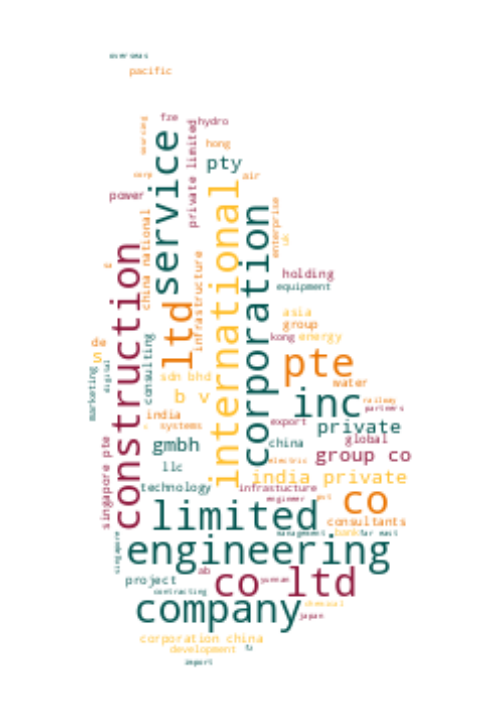 overseas
pacific
fze
hydro
sourcing
service
private limited
hong
pty
corp
air
power
international
corporation
enterprise
china national
uk
construction
infrastructure
holding
equipment
ltd
asia
group
consulting
kong
energy
de
s
pte
marketing
digital
sdn bhd
water
b v
inc
railway
partners
india
systems
export
private
gmbh
china
global
singapore pte
group co
llc
electric
india private
technology
infrastucture
engineer
co
limited
consultants
management
bank
far east
singapore
engineering
project
ab
co ltd
yunnan
contracting
company
chemical
japan
corporation china
development
import